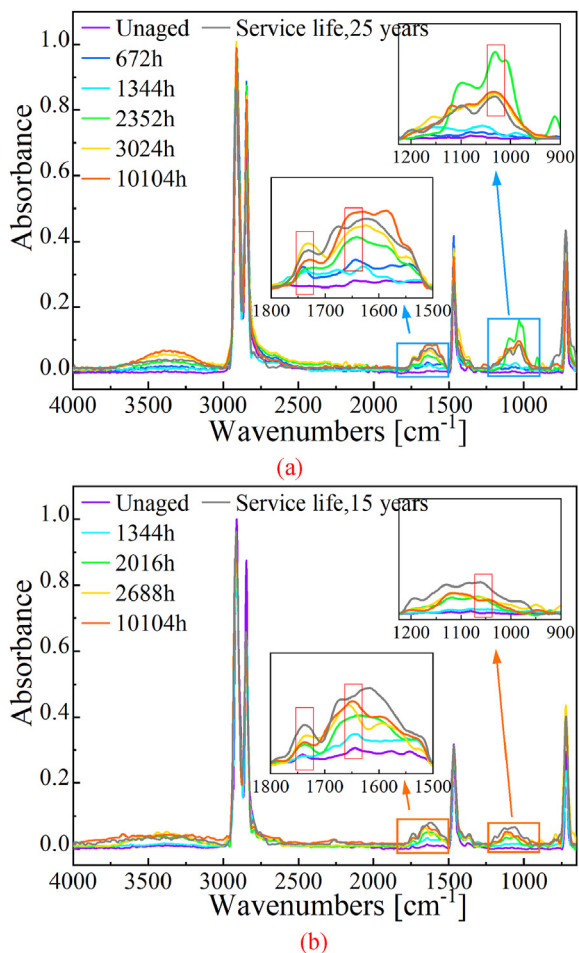 Unaged Service life,25 years
672h
1344h
2352h
3024h
10104h
1200 1100 1000 900
1800 1700 1600 1500
Absorbance
1.0
0.8
0.6
0.4
0.2
0.0
4000 3500 3000 2500 2000 1500 1000
Wavenumbers [cm⁻¹]
(a)
Unaged Service life,15 years
1344h
2016h
2688h
10104h
1200 1100 1000 900
1800 1700 1600 1500
Absorbance
1.0
0.8
0.6
0.4
0.2
0.0
4000 3500 3000 2500 2000 1500 1000
Wavenumbers [cm⁻¹]
(b)